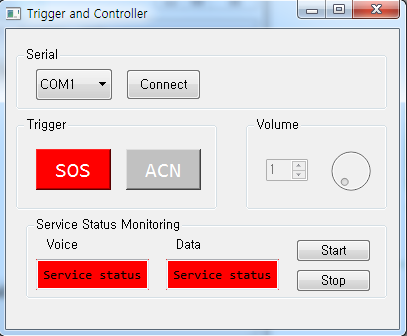 Trigger and Controller
Serial
COM1
Connect
Trigger
Volume
SOS
ACN
1
Service Status Monitoring
Voice
Data
Start
Service status
Service status
Stop